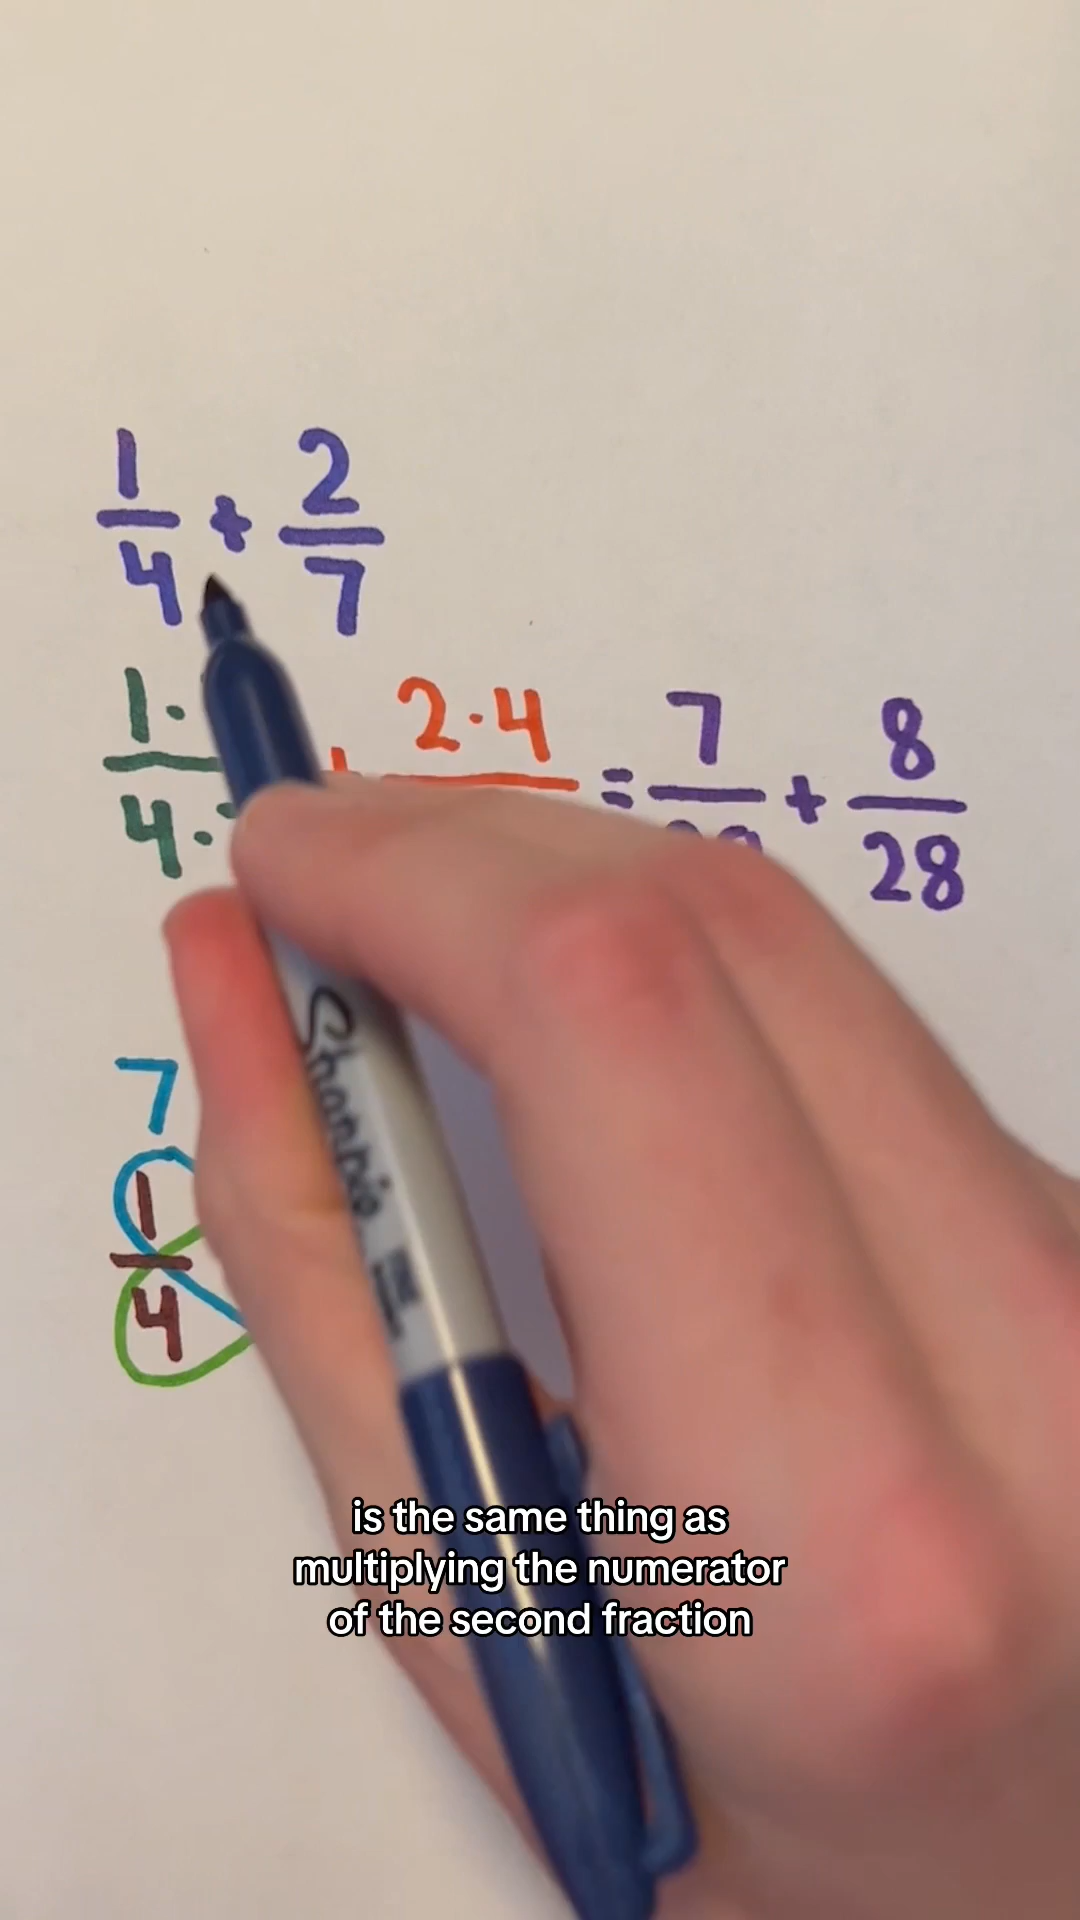 1/4 + 2/7
1· + 2·4 = 7 + 8
4· 28
7
1/4
Sharpie
is the same thing as
multiplying the numerator
of the second fraction